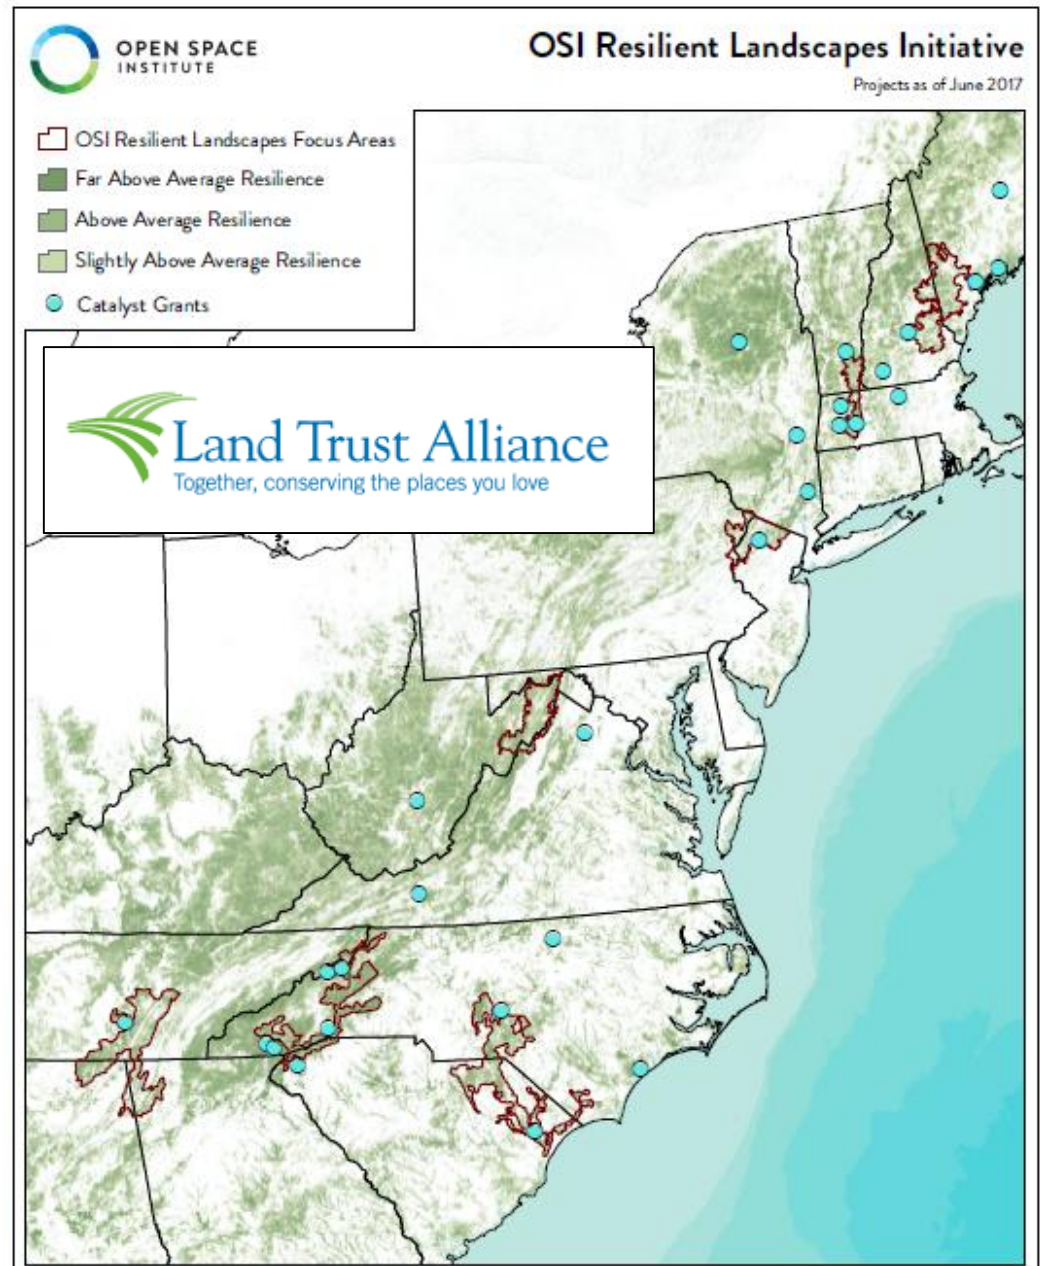 OPEN SPACE
INSTITUTE
OSI Resilient Landscapes Initiative
Projects as of June 2017
OSI Resilient Landscapes Focus Areas
Far Above Average Resilience
Above Average Resilience
Slightly Above Average Resilience
Catalyst Grants
Land Trust Alliance
Together, conserving the places you love